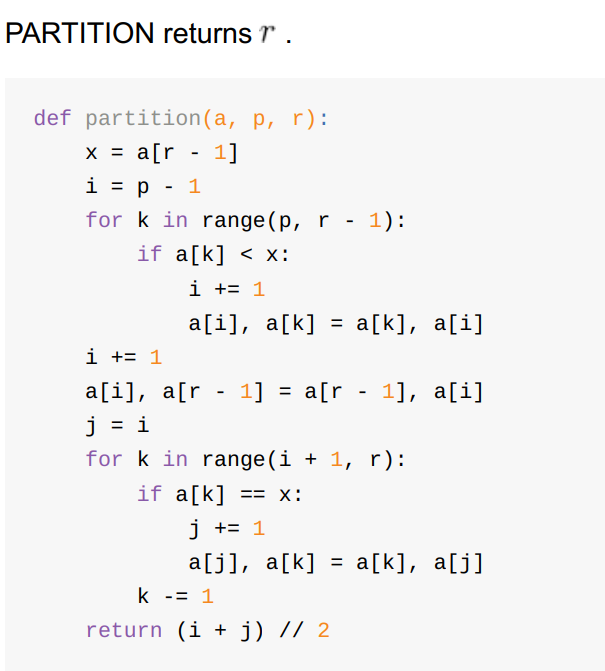 PARTITION returns r .
def partition(a, p, r):
    x = a[r - 1]
    i = p - 1
    for k in range(p, r - 1):
        if a[k] < x:
            i += 1
            a[i], a[k] = a[k], a[i]
    i += 1
    a[i], a[r - 1] = a[r - 1], a[i]
    j = i
    for k in range(i + 1, r):
        if a[k] == x:
            j += 1
            a[j], a[k] = a[k], a[j]
        k -= 1
    return (i + j) // 2